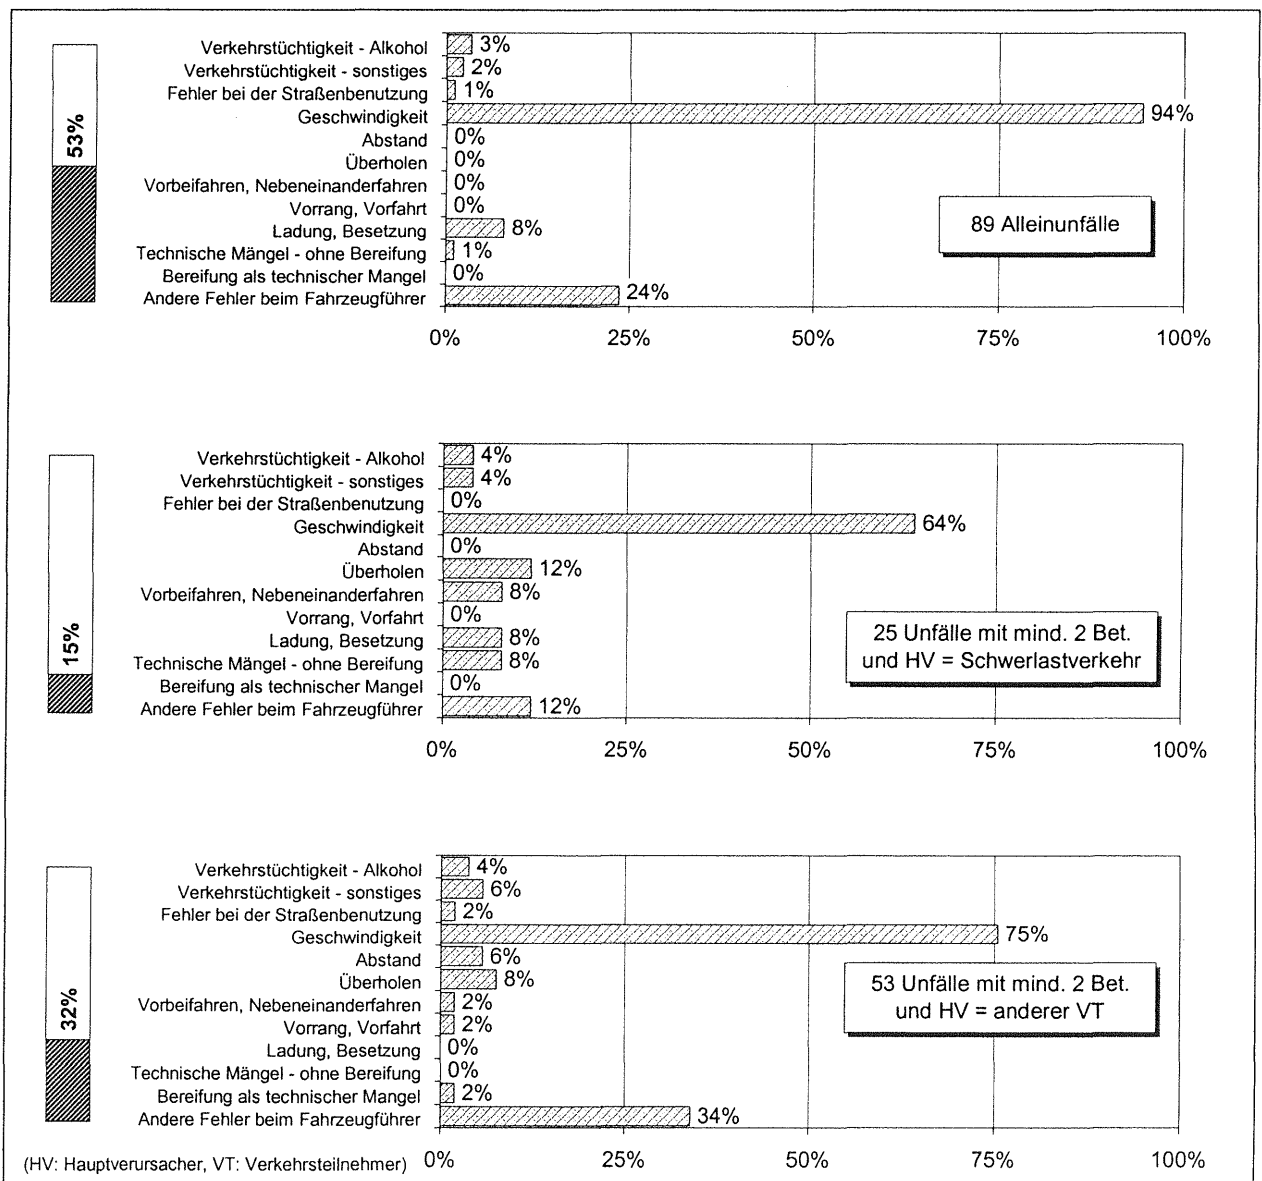 53%
Verkehrstüchtigkeit - Alkohol 3%
Verkehrstüchtigkeit - sonstiges 2%
Fehler bei der Straßenbenutzung 1%
Geschwindigkeit 94%
Abstand 0%
Überholen 0%
Vorbeifahren, Nebeneinanderfahren 0%
Vorrang, Vorfahrt 0%
Ladung, Besetzung 8%
Technische Mängel - ohne Bereifung 1%
Bereifung als technischer Mangel 0%
Andere Fehler beim Fahrzeugführer 24%
89 Alleinunfälle
0% 25% 50% 75% 100%
15%
Verkehrstüchtigkeit - Alkohol 4%
Verkehrstüchtigkeit - sonstiges 4%
Fehler bei der Straßenbenutzung 0%
Geschwindigkeit 64%
Abstand 0%
Überholen 12%
Vorbeifahren, Nebeneinanderfahren 8%
Vorrang, Vorfahrt 0%
Ladung, Besetzung 8%
Technische Mängel - ohne Bereifung 8%
Bereifung als technischer Mangel 0%
Andere Fehler beim Fahrzeugführer 12%
25 Unfälle mit mind. 2 Bet.
und HV = Schwerlastverkehr
0% 25% 50% 75% 100%
32%
Verkehrstüchtigkeit - Alkohol 4%
Verkehrstüchtigkeit - sonstiges 6%
Fehler bei der Straßenbenutzung 2%
Geschwindigkeit 75%
Abstand 6%
Überholen 8%
Vorbeifahren, Nebeneinanderfahren 2%
Vorrang, Vorfahrt 2%
Ladung, Besetzung 0%
Technische Mängel - ohne Bereifung 0%
Bereifung als technischer Mangel 2%
Andere Fehler beim Fahrzeugführer 34%
53 Unfälle mit mind. 2 Bet.
und HV = anderer VT
(HV: Hauptverursacher, VT: Verkehrsteilnehmer) 0% 25% 50% 75% 100%